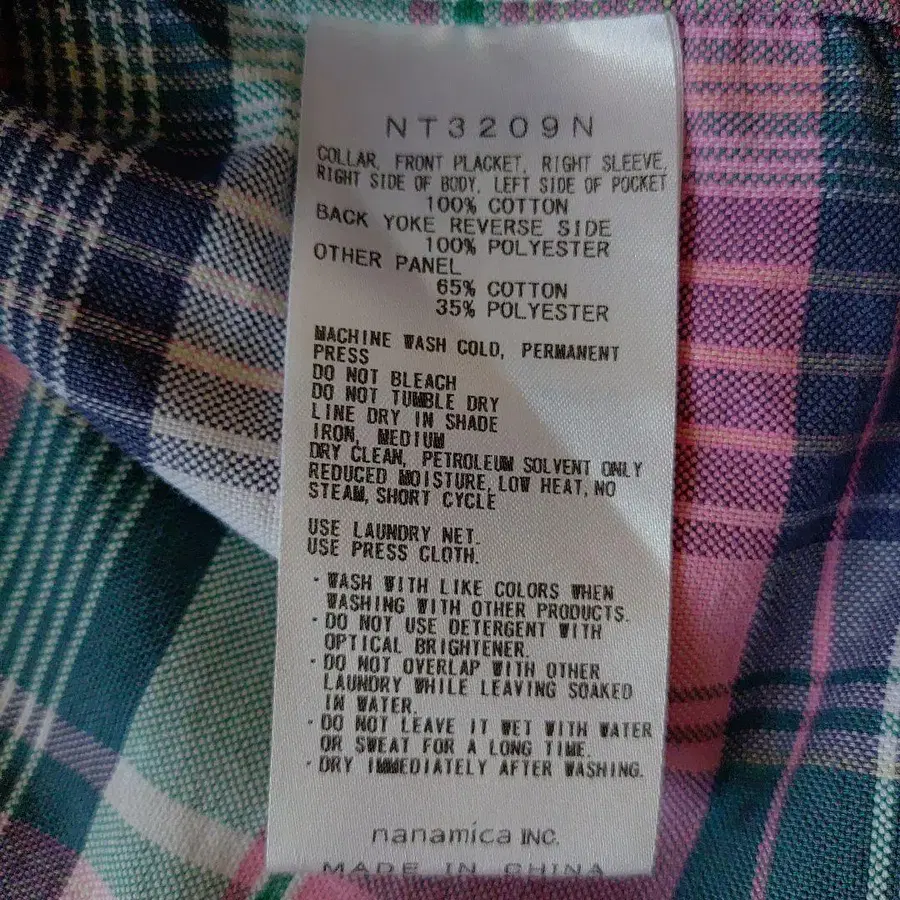 NT3209N
COLLAR, FRONT PLACKET, RIGHT SLEEVE,
RIGHT SIDE OF BODY, LEFT SIDE OF POCKET
100% COTTON
BACK YOKE REVERSE SIDE
100% POLYESTER
OTHER PANEL
65% COTTON
35% POLYESTER
MACHINE WASH COLD, PERMANENT
PRESS
DO NOT BLEACH
DO NOT TUMBLE DRY
LINE DRY IN SHADE
IRON, MEDIUM
DRY CLEAN, PETROLEUM SOLVENT ONLY
REDUCED MOISTURE, LOW HEAT, NO
STEAM, SHORT CYCLE
USE LAUNDRY NET.
USE PRESS CLOTH.
・WASH WITH LIKE COLORS WHEN
WASHING WITH OTHER PRODUCTS.
・DO NOT USE DETERGENT WITH
OPTICAL BRIGHTENER.
・DO NOT OVERLAP WITH OTHER
LAUNDRY WHILE LEAVING SOAKED
IN WATER.
・DO NOT LEAVE IT WET WITH WATER
OR SWEAT FOR A LONG TIME.
・DRY IMMEDIATELY AFTER WASHING.
nanamica INC.
MADE IN CHINA